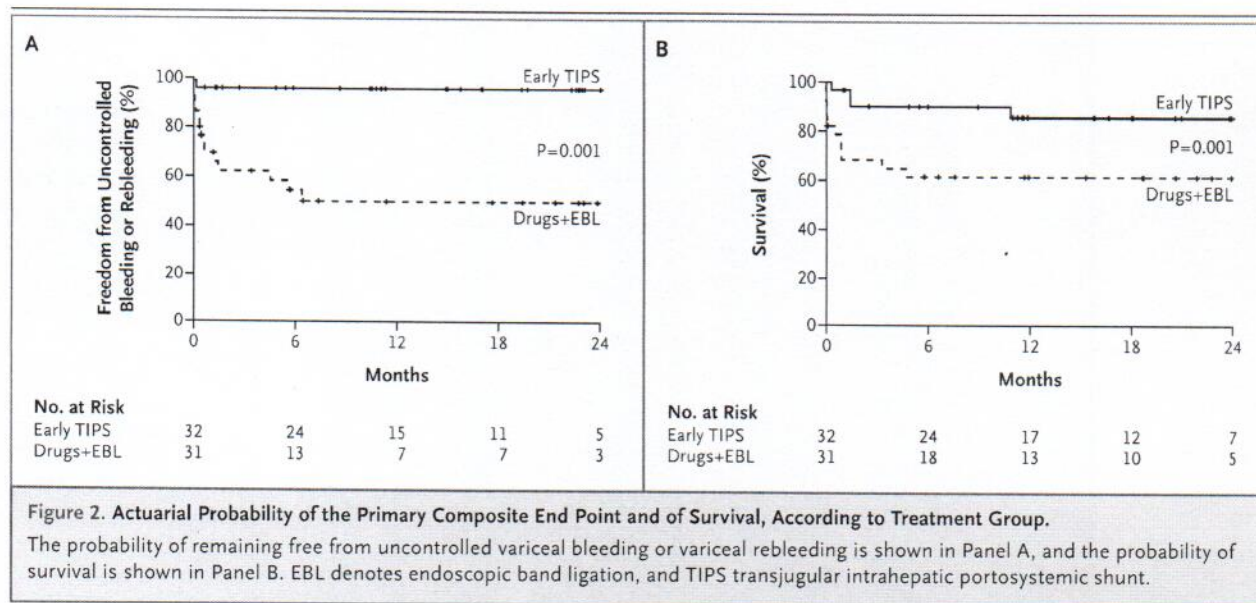 A
Freedom from Uncontrolled
Bleeding or Rebleeding (%)
100
80
60
40
20
0
Early TIPS
P=0.001
Drugs+EBL
0 6 12 18 24
Months
No. at Risk
Early TIPS 32 24 15 11 5
Drugs+EBL 31 13 7 7 3
B
Survival (%)
100
80
60
40
20
0
Early TIPS
P=0.001
Drugs+EBL
0 6 12 18 24
Months
No. at Risk
Early TIPS 32 24 17 12 7
Drugs+EBL 31 18 13 10 5
Figure 2. Actuarial Probability of the Primary Composite End Point and of Survival, According to Treatment Group.
The probability of remaining free from uncontrolled variceal bleeding or variceal rebleeding is shown in Panel A, and the probability of
survival is shown in Panel B. EBL denotes endoscopic band ligation, and TIPS transjugular intrahepatic portosystemic shunt.